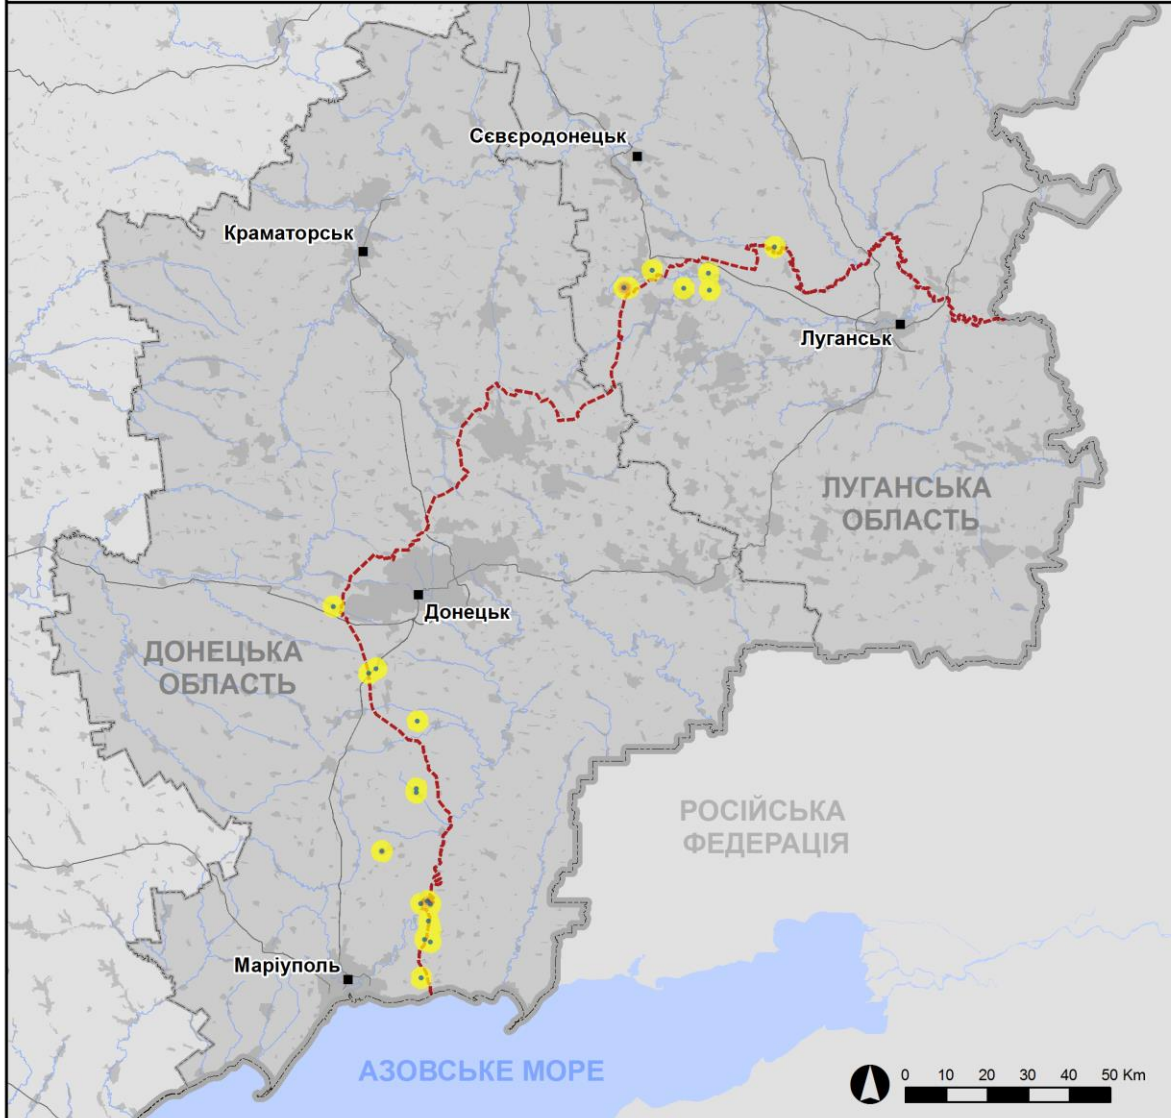 Сєвєродонецьк
Краматорськ
Луганськ
ЛУГАНСЬКА
ОБЛАСТЬ
Донецьк
ДОНЕЦЬКА
ОБЛАСТЬ
РОСІЙСЬКА
ФЕДЕРАЦІЯ
Маріуполь
АЗОВСЬКЕ МОРЕ
0 10 20 30 40 50 Km